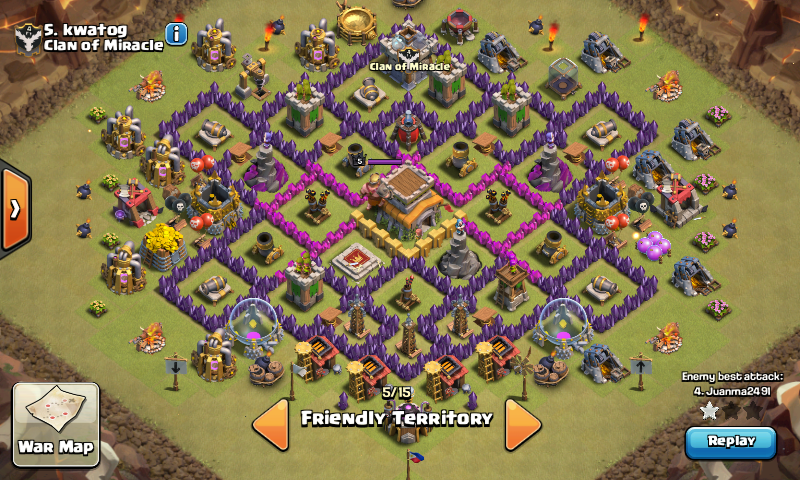 5. kwatog
Clan of Miracle
i
Clan of Miracle
5
Enemy best attack:
4. Juanma2491
5/15
Friendly Territory
War Map
Replay